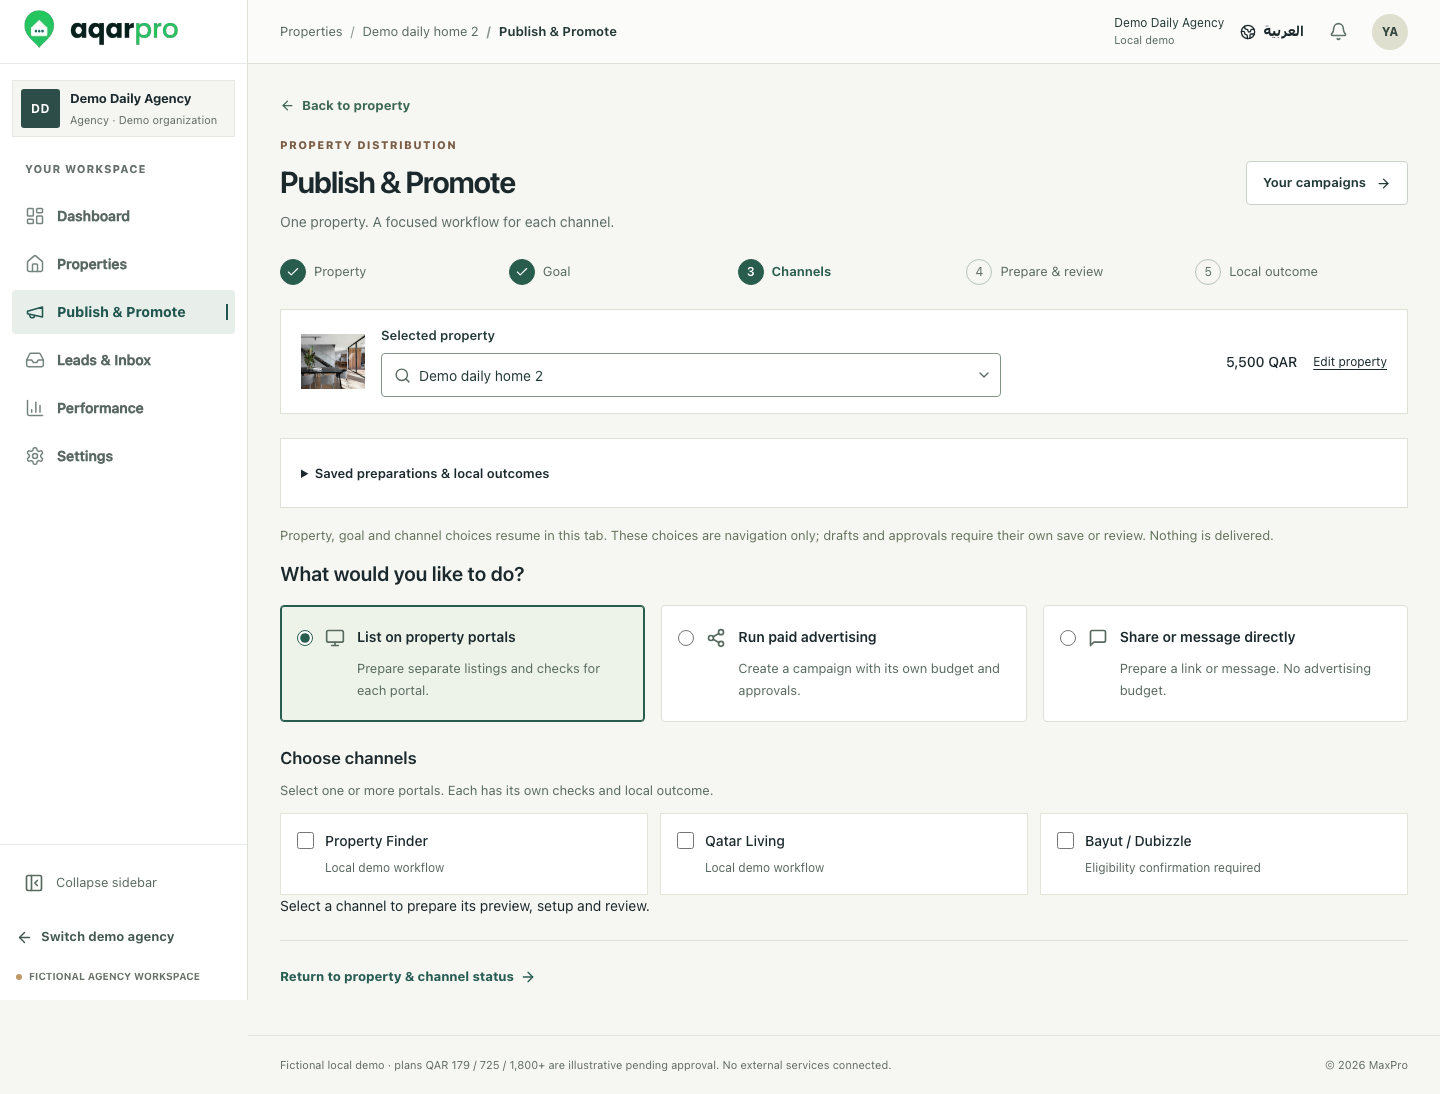 aqarpro
Properties / Demo daily home 2 / Publish & Promote
Demo Daily Agency
Local demo
العربية
YA
DD
Demo Daily Agency
Agency · Demo organization
YOUR WORKSPACE
Dashboard
Properties
Publish & Promote
Leads & Inbox
Performance
Settings
Collapse sidebar
Switch demo agency
FICTIONAL AGENCY WORKSPACE
Back to property
PROPERTY DISTRIBUTION
Publish & Promote
One property. A focused workflow for each channel.
Your campaigns
Property
Goal
3 Channels
4 Prepare & review
5 Local outcome
Selected property
Demo daily home 2
5,500 QAR
Edit property
Saved preparations & local outcomes
Property, goal and channel choices resume in this tab. These choices are navigation only; drafts and approvals require their own save or review. Nothing is delivered.
What would you like to do?
List on property portals
Prepare separate listings and checks for
each portal.
Run paid advertising
Create a campaign with its own budget and
approvals.
Share or message directly
Prepare a link or message. No advertising
budget.
Choose channels
Select one or more portals. Each has its own checks and local outcome.
Property Finder
Local demo workflow
Qatar Living
Local demo workflow
Bayut / Dubizzle
Eligibility confirmation required
Select a channel to prepare its preview, setup and review.
Return to property & channel status
Fictional local demo · plans QAR 179 / 725 / 1,800+ are illustrative pending approval. No external services connected.
© 2026 MaxPro